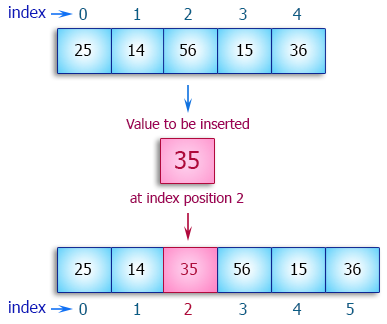 index 0 1 2 3 4
25 14 56 15 36
Value to be inserted
35
at index position 2
25 14 35 56 15 36
index 0 1 2 3 4 5